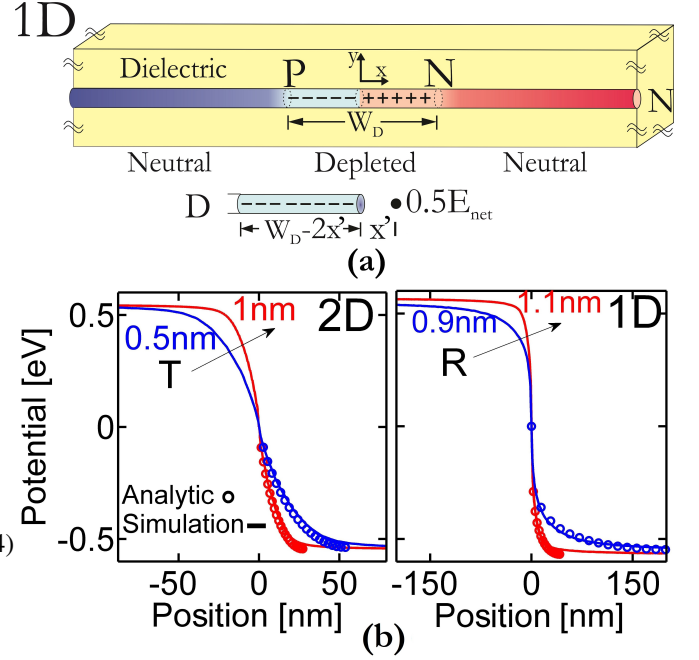 1D
Dielectric
P
y
x
N
N
– – – – – – –
+ + + + +
W_D
Neutral
Depleted
Neutral
D
– – – – – – – – –
0.5E_net
W_D-2x'
x'
(a)
Potential [eV]
0.5
0
-0.5
1nm
2D
0.5nm
T
Analytic
Simulation
-50
0
50
Position [nm]
1.1nm
1D
0.9nm
R
-150
0
150
Position [nm]
(b)
4)